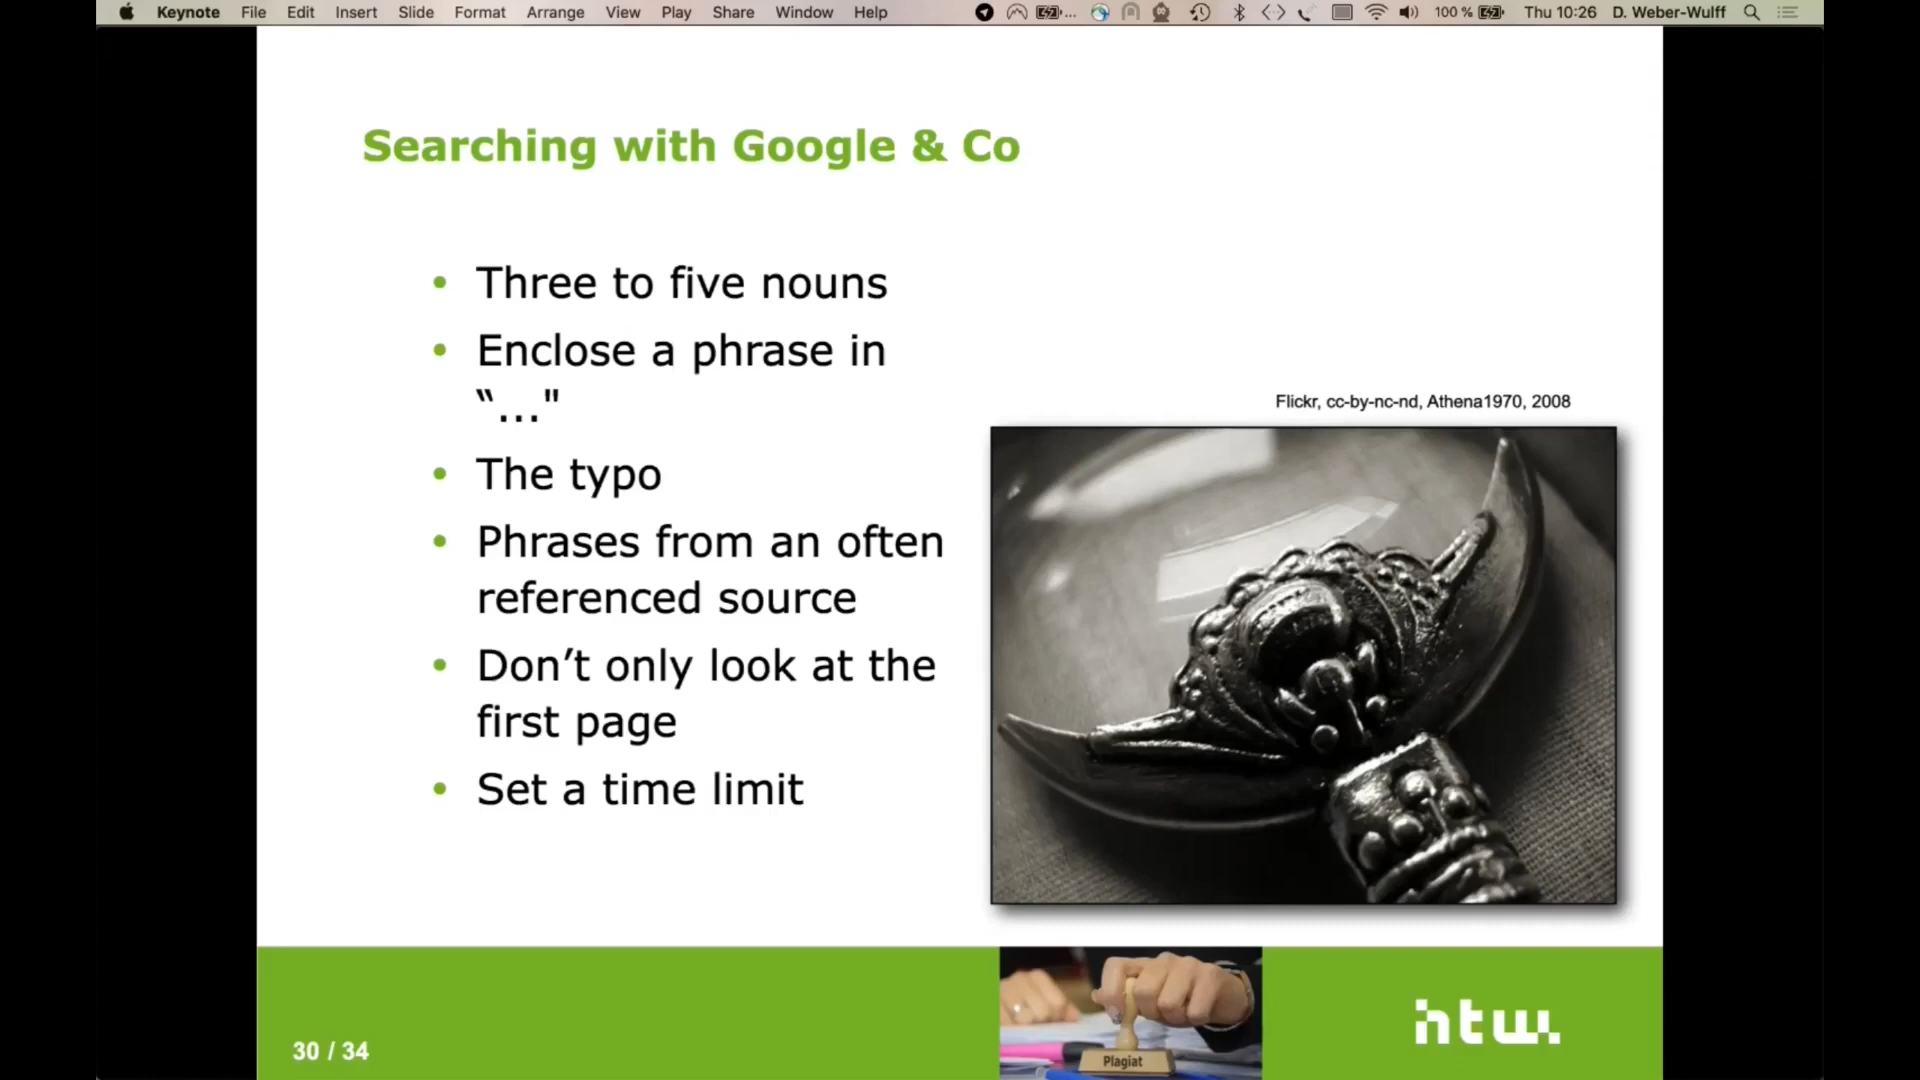 Keynote File Edit Insert Slide Format Arrange View Play Share Window Help 100 % Thu 10:26 D. Weber-Wulff
Searching with Google & Co
• Three to five nouns
• Enclose a phrase in
“..."
• The typo
• Phrases from an often
referenced source
• Don’t only look at the
first page
• Set a time limit
Flickr, cc-by-nc-nd, Athena1970, 2008
30 / 34
Plagiat
htw.